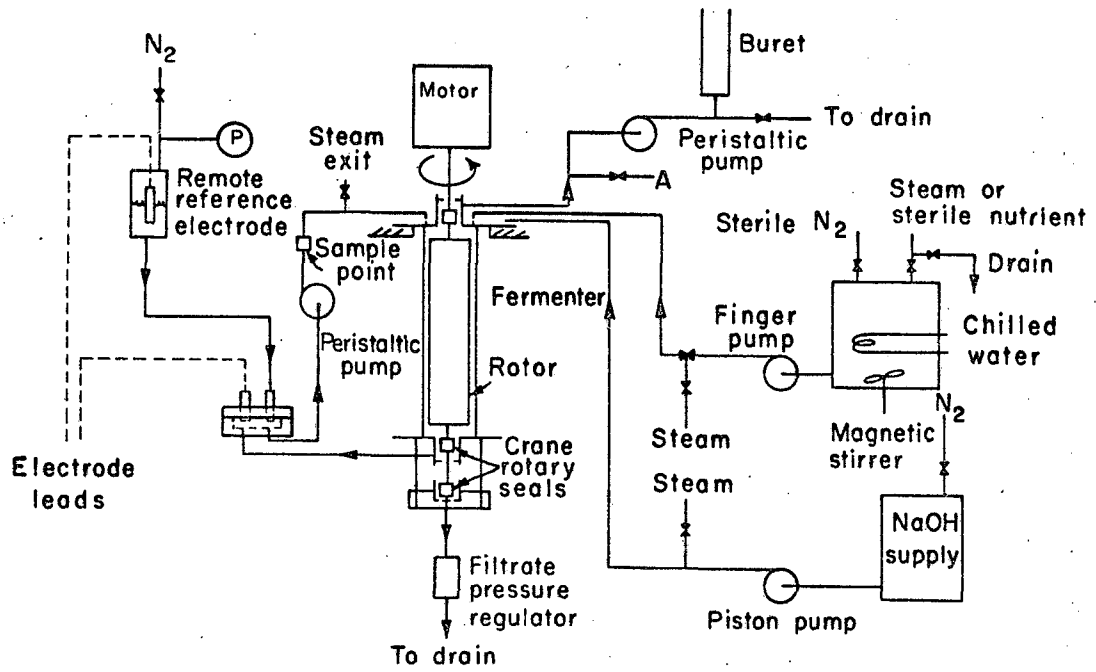 N2
P
Remote
reference
electrode
Steam
exit
Sample
point
Peristaltic
pump
Electrode
leads
Motor
Fermenter
Rotor
Crane
rotary
seals
Filtrate
pressure
regulator
To drain
Buret
Peristaltic
pump
To drain
A
Sterile N2
Steam or
sterile nutrient
Drain
Finger
pump
Chilled
water
Magnetic
stirrer
Steam
Steam
N2
NaOH
supply
Piston pump